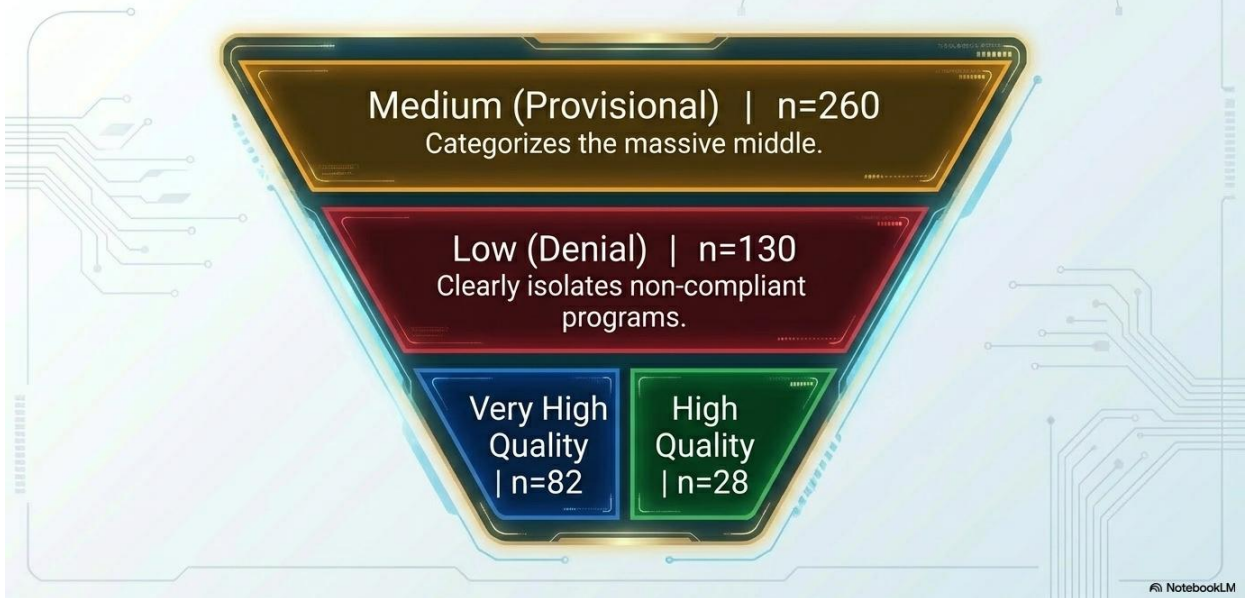 Medium (Provisional) | n=260
Categorizes the massive middle.
Low (Denial) | n=130
Clearly isolates non-compliant
programs.
Very High
Quality
| n=82
High
Quality
| n=28
NotebookLM